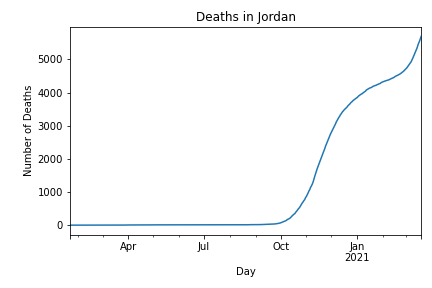 Deaths in Jordan
Number of Deaths
5000
4000
3000
2000
1000
0
Apr
Jul
Oct
Jan
2021
Day